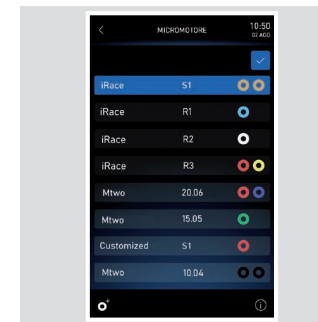 MICROMOTORE 10:50
02 AGO
iRace S1
iRace R1
iRace R2
iRace R3
Mtwo 20.06
Mtwo 15.05
Customized S1
Mtwo 10.04